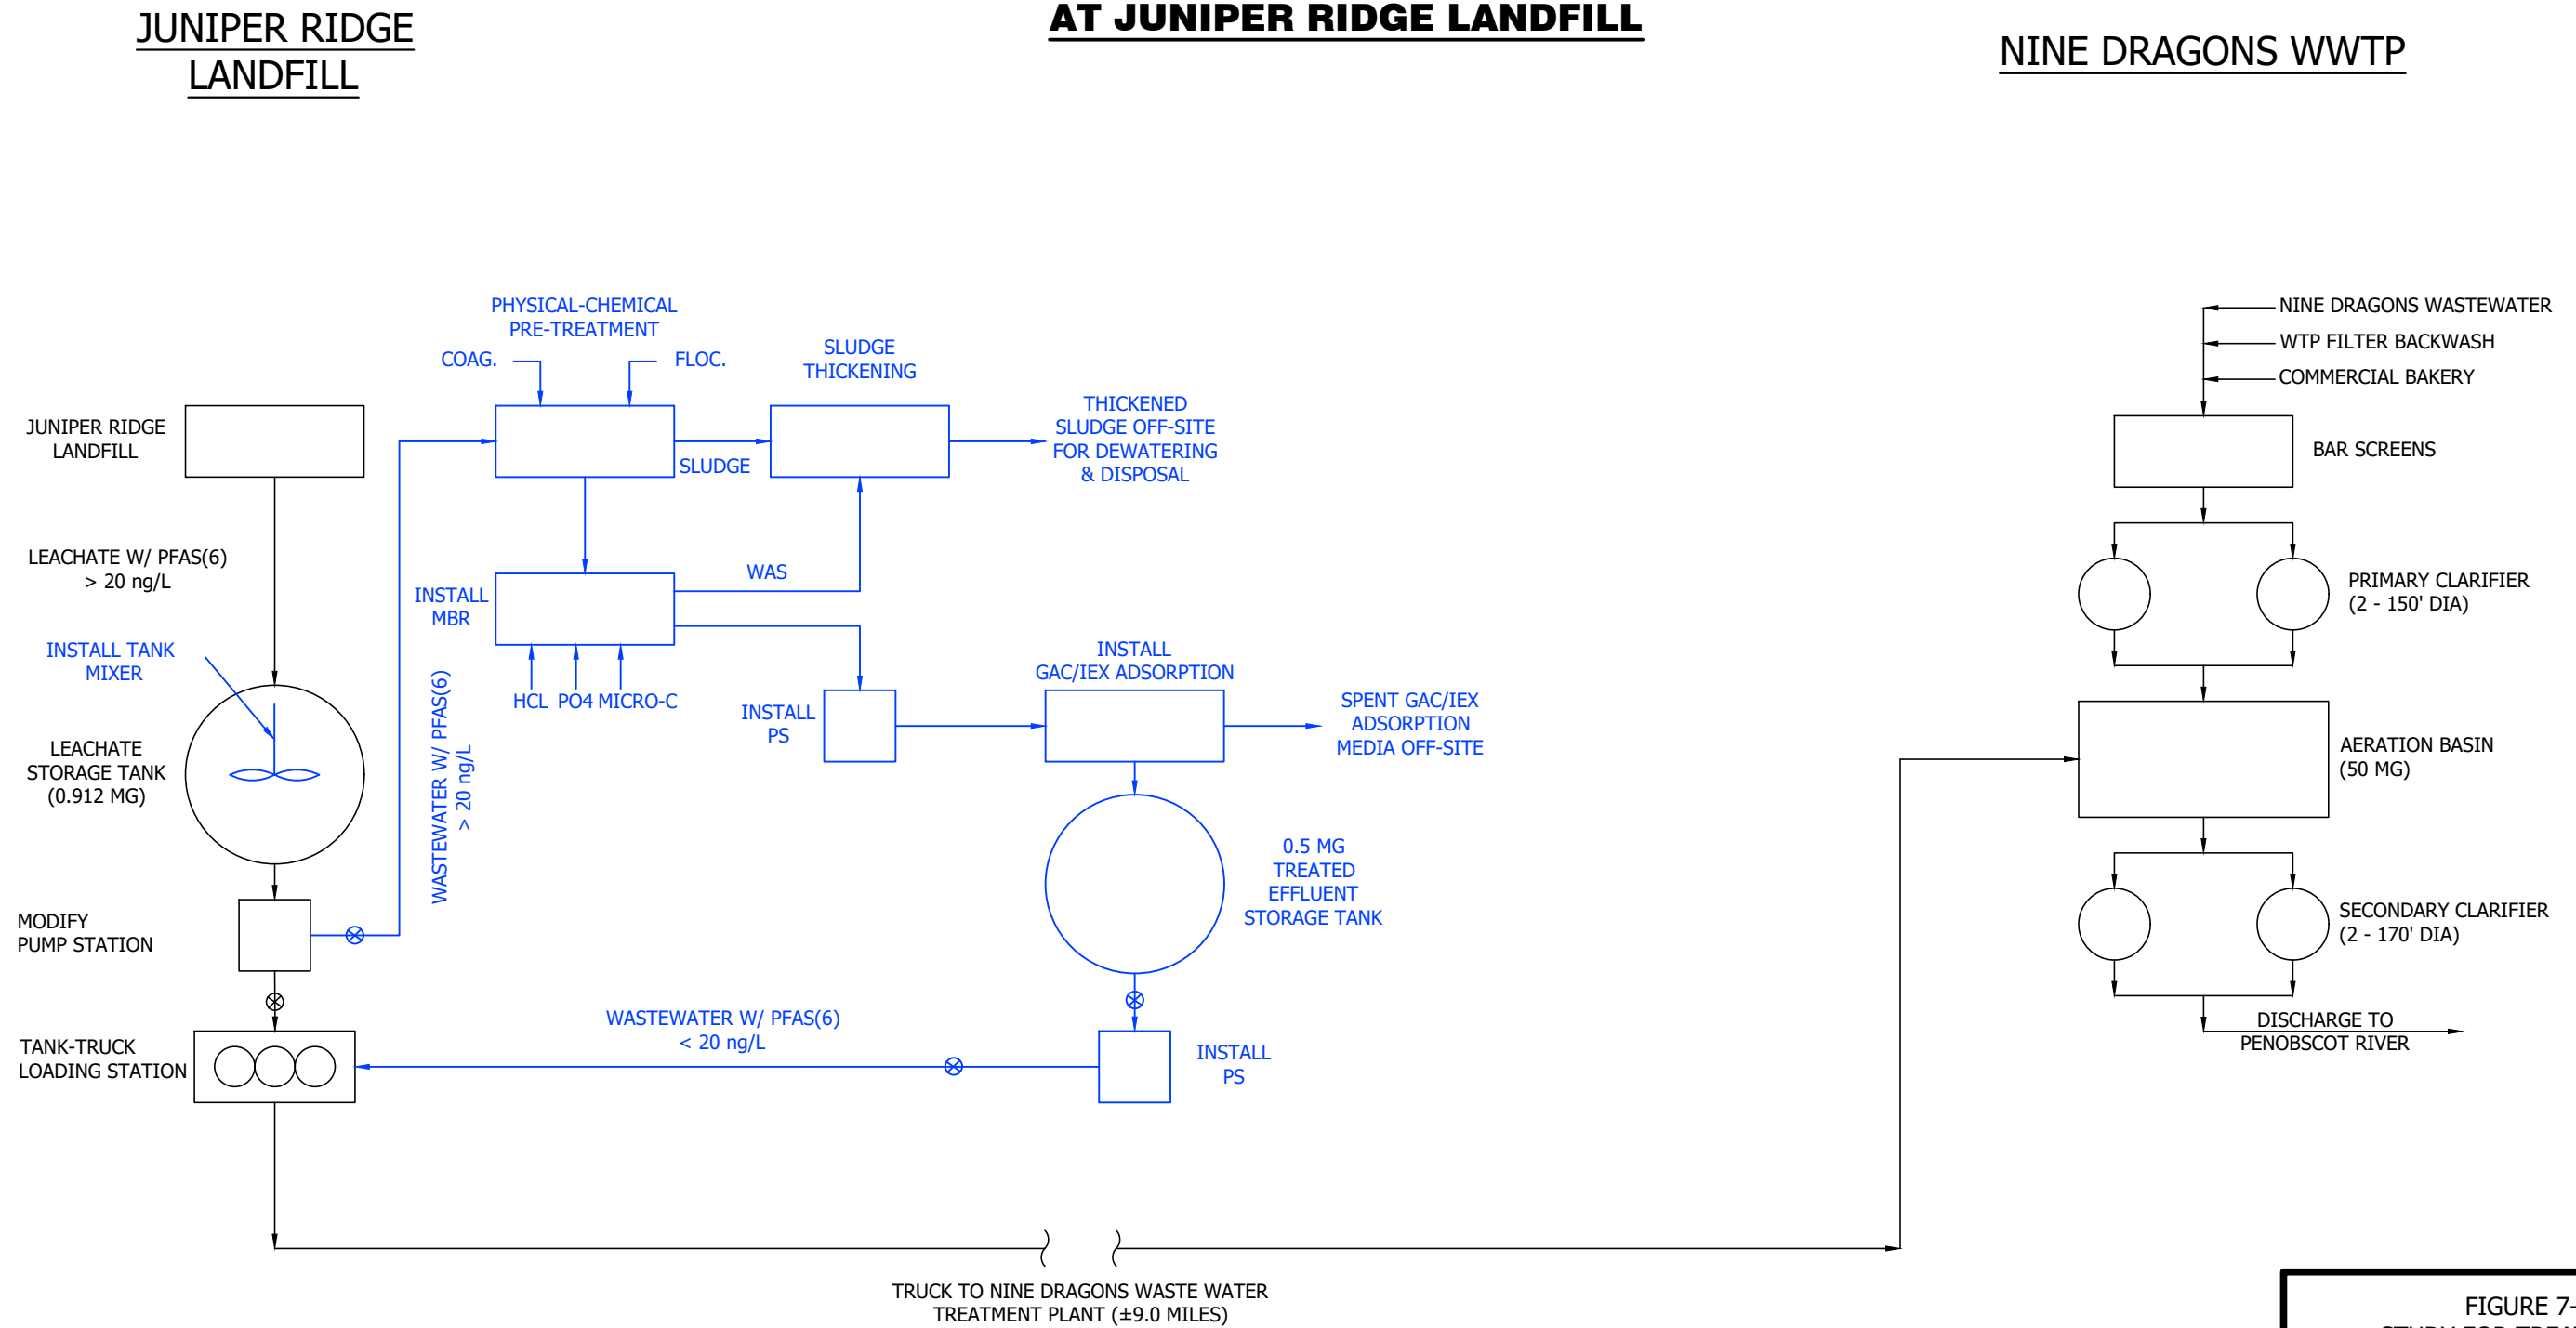 JUNIPER RIDGE
LANDFILL
AT JUNIPER RIDGE LANDFILL
NINE DRAGONS WWTP
PHYSICAL-CHEMICAL
PRE-TREATMENT
COAG.
FLOC.
SLUDGE
THICKENING
JUNIPER RIDGE
LANDFILL
SLUDGE
THICKENED
SLUDGE OFF-SITE
FOR DEWATERING
& DISPOSAL
LEACHATE W/ PFAS(6)
> 20 ng/L
INSTALL
MBR
WAS
INSTALL TANK
MIXER
HCL PO4 MICRO-C
WASTEWATER W/ PFAS(6)
> 20 ng/L
INSTALL
PS
INSTALL
GAC/IEX ADSORPTION
SPENT GAC/IEX
ADSORPTION
MEDIA OFF-SITE
LEACHATE
STORAGE TANK
(0.912 MG)
0.5 MG
TREATED
EFFLUENT
STORAGE TANK
MODIFY
PUMP STATION
TANK-TRUCK
LOADING STATION
WASTEWATER W/ PFAS(6)
< 20 ng/L
INSTALL
PS
TRUCK TO NINE DRAGONS WASTE WATER
TREATMENT PLANT (±9.0 MILES)
NINE DRAGONS WASTEWATER
WTP FILTER BACKWASH
COMMERCIAL BAKERY
BAR SCREENS
PRIMARY CLARIFIER
(2 - 150' DIA)
AERATION BASIN
(50 MG)
SECONDARY CLARIFIER
(2 - 170' DIA)
DISCHARGE TO
PENOBSCOT RIVER
FIGURE 7-